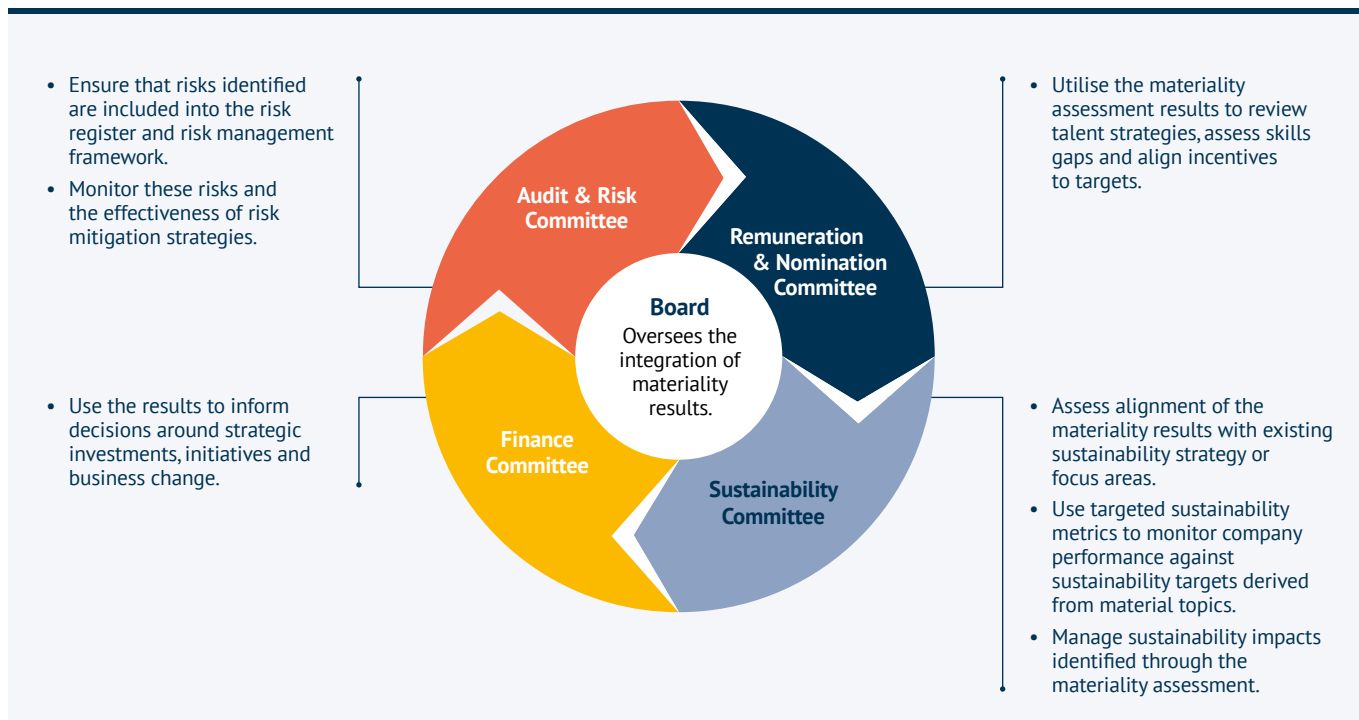 • Ensure that risks identified
are included into the risk
register and risk management
framework.
• Monitor these risks and
the effectiveness of risk
mitigation strategies.
Audit & Risk
Committee
Remuneration
& Nomination
Committee
• Utilise the materiality
assessment results to review
talent strategies, assess skills
gaps and align incentives
to targets.
Board
Oversees the
integration of
materiality
results.
• Use the results to inform
decisions around strategic
investments, initiatives and
business change.
Finance
Committee
Sustainability
Committee
• Assess alignment of the
materiality results with existing
sustainability strategy or
focus areas.
• Use targeted sustainability
metrics to monitor company
performance against
sustainability targets derived
from material topics.
• Manage sustainability impacts
identified through the
materiality assessment.